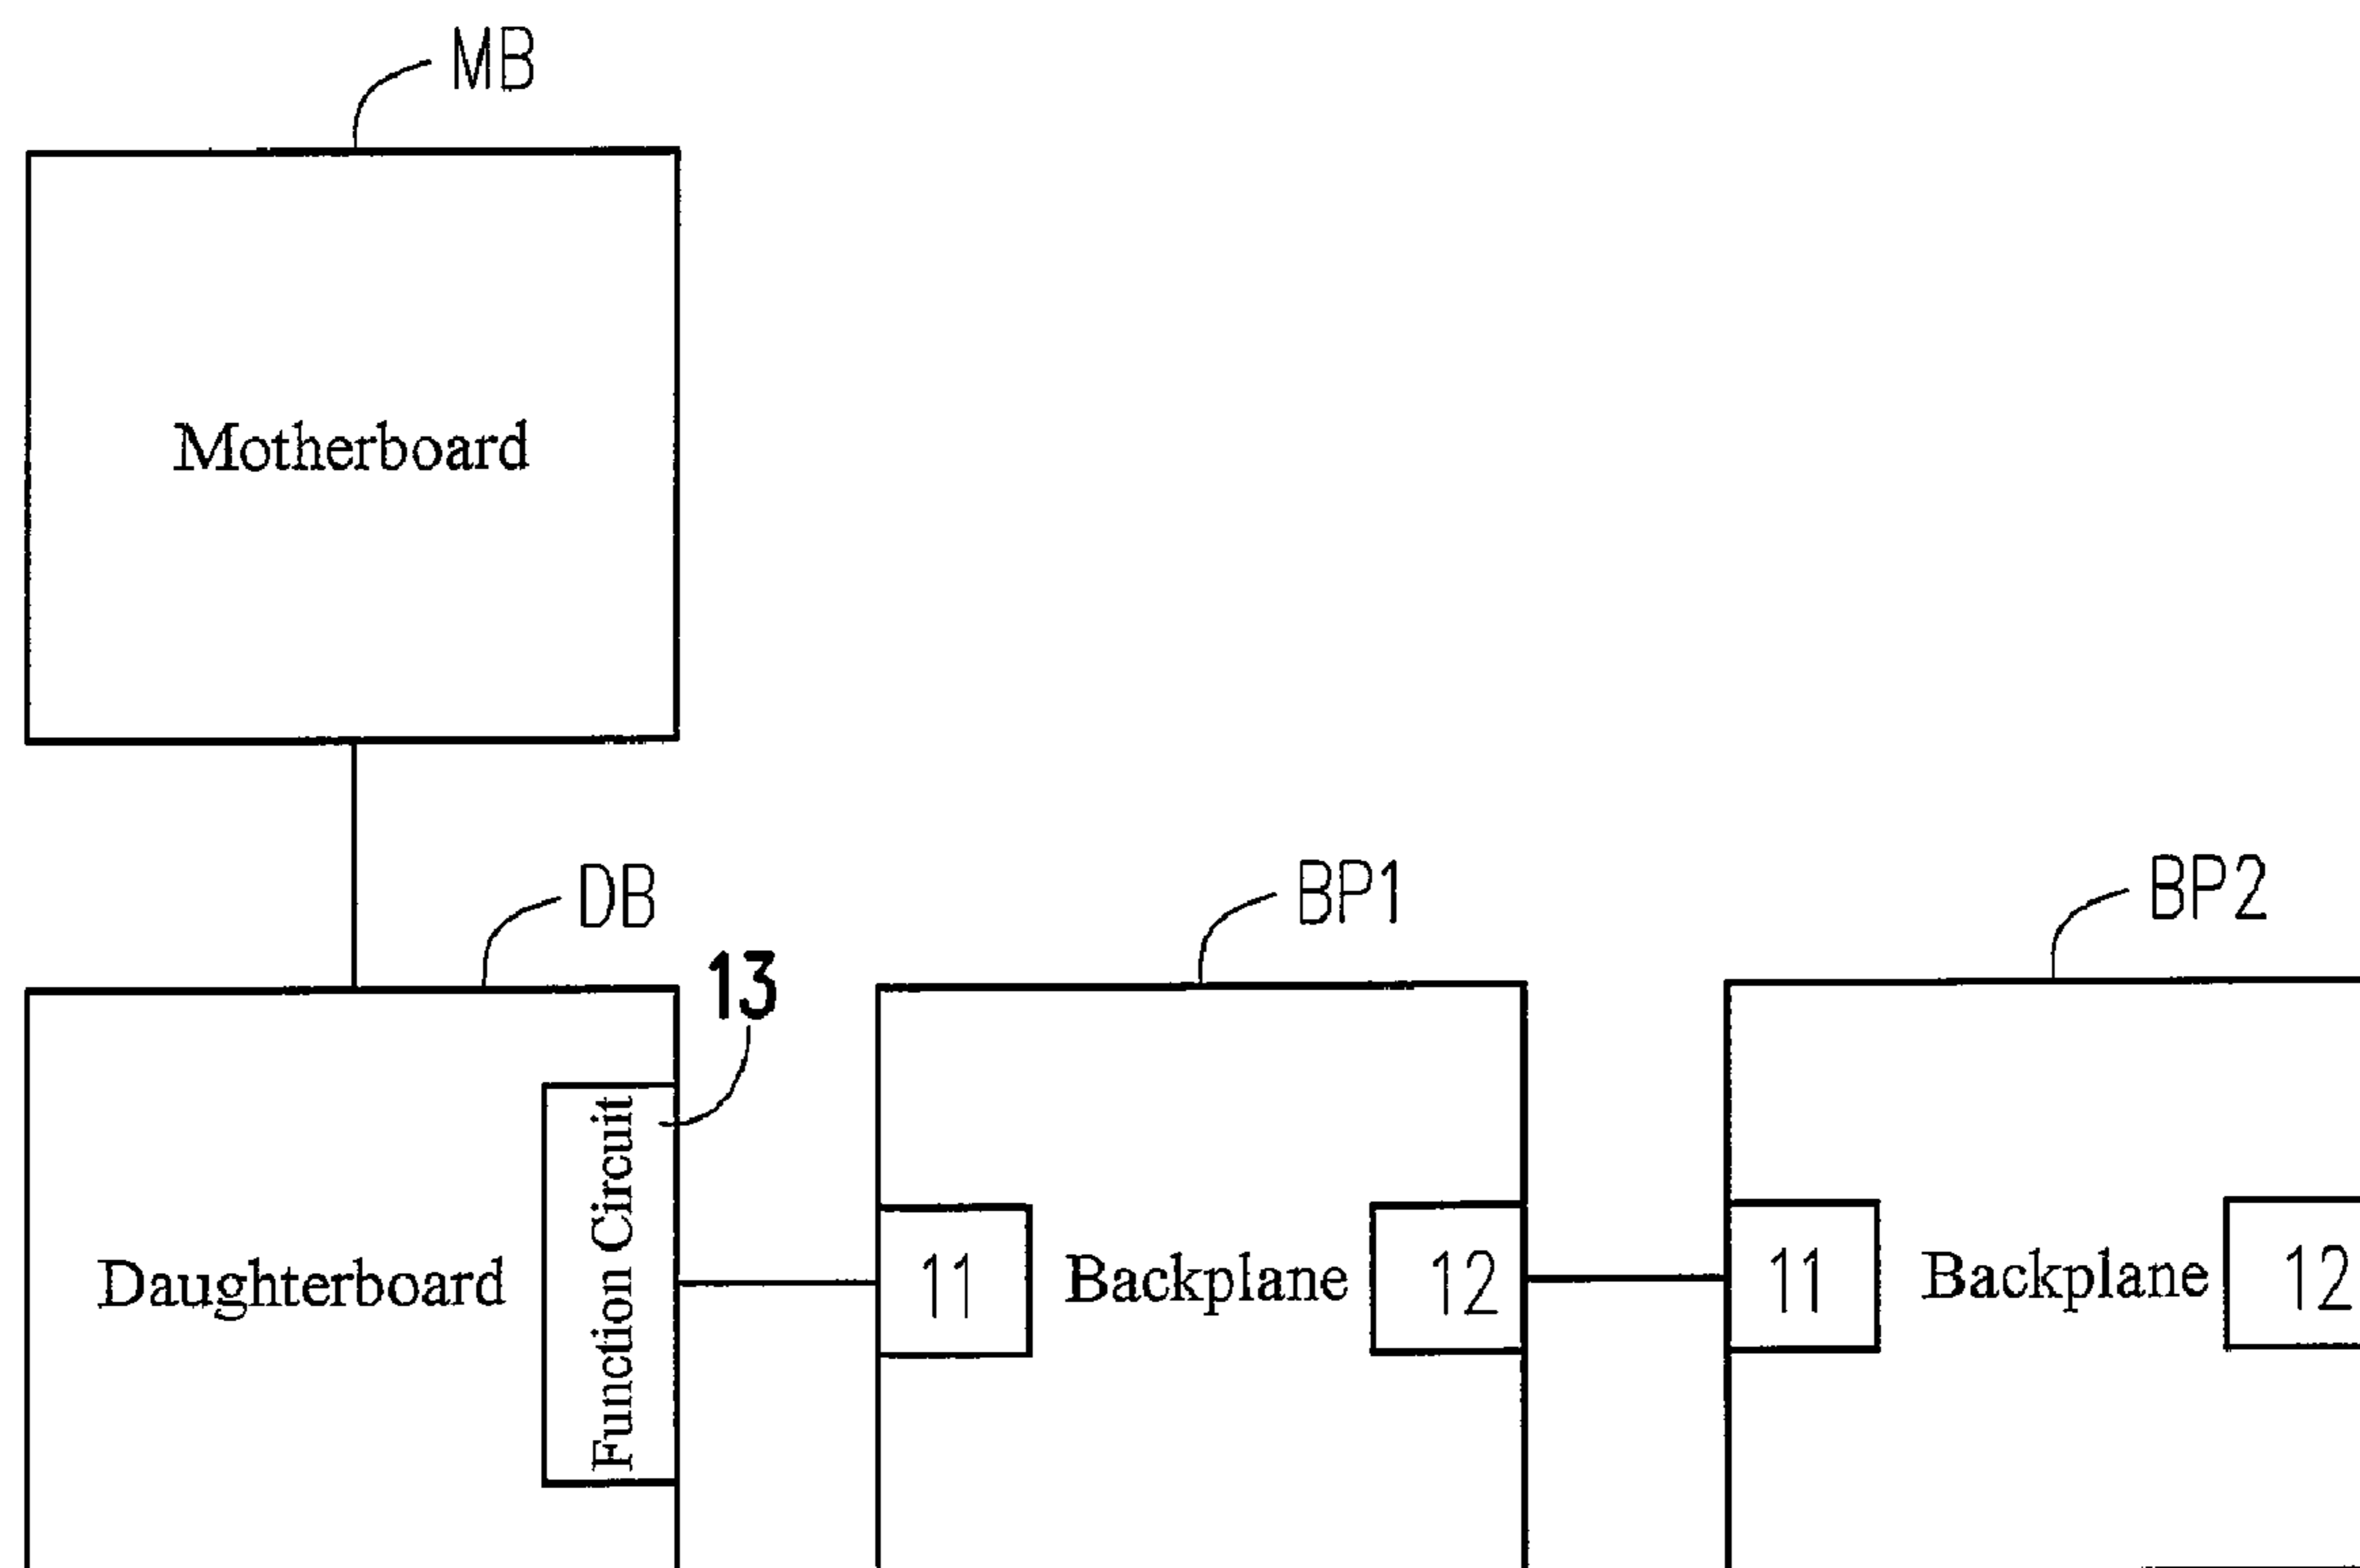 MB
Motherboard
DB
BP1
BP2
13
Function Circuit
Daughterboard
11
Backplane
12
11
Backplane
12